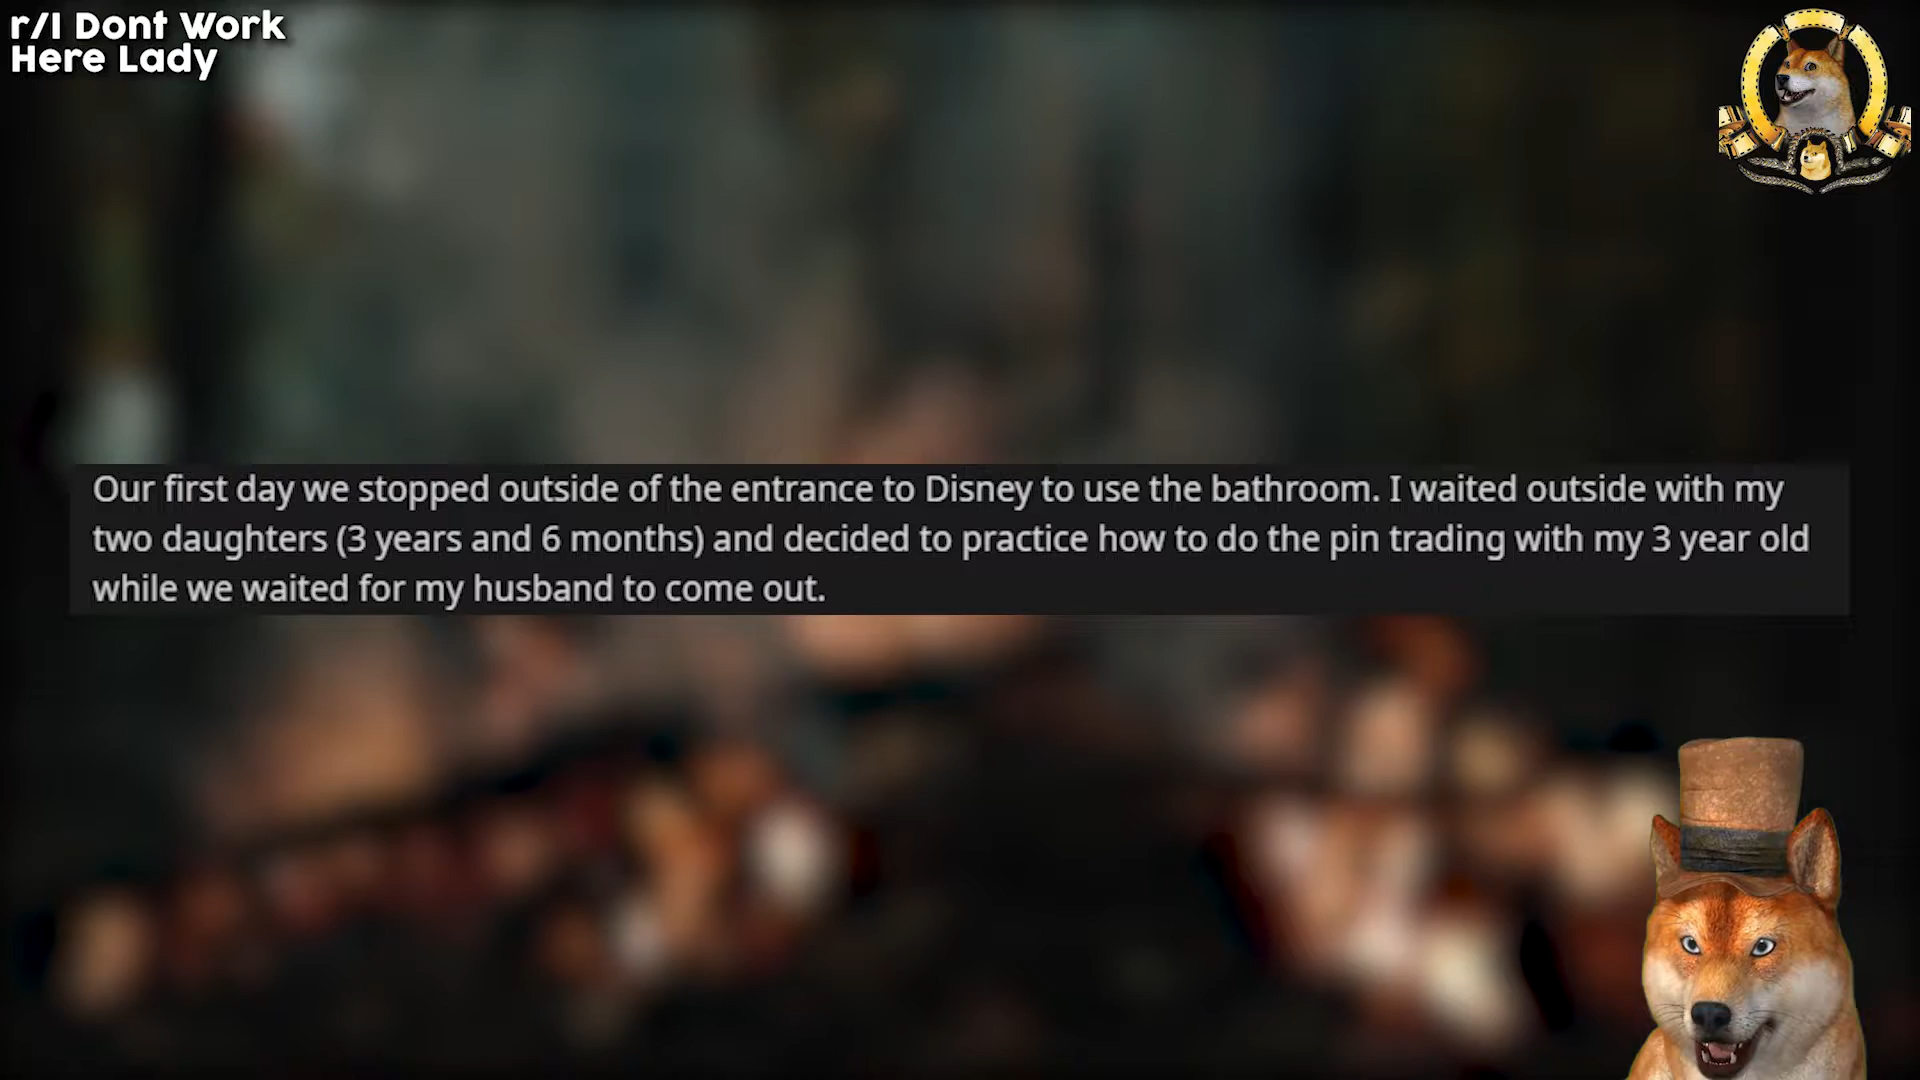 r/I Dont Work
Here Lady
Our first day we stopped outside of the entrance to Disney to use the bathroom. I waited outside with my
two daughters (3 years and 6 months) and decided to practice how to do the pin trading with my 3 year old
while we waited for my husband to come out.